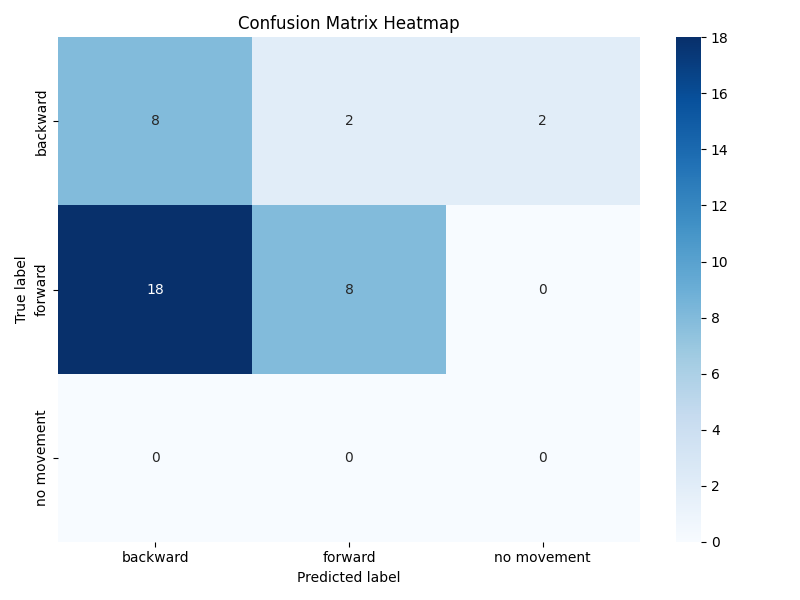 Confusion Matrix Heatmap
True label
backward
8
2
2
forward
18
8
0
no movement
0
0
0
backward
forward
no movement
Predicted label
18
16
14
12
10
8
6
4
2
0